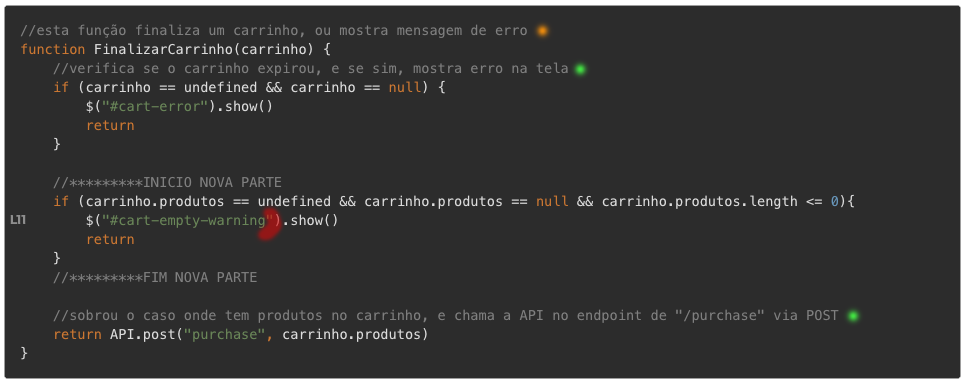 //esta função finaliza um carrinho, ou mostra mensagem de erro
function FinalizarCarrinho(carrinho) {
    //verifica se o carrinho expirou, e se sim, mostra erro na tela
    if (carrinho == undefined && carrinho == null) {
        $("#cart-error").show()
        return
    }
    //*********INICIO NOVA PARTE
    if (carrinho.produtos == undefined && carrinho.produtos == null && carrinho.produtos.length <= 0){
L11        $("#cart-empty-warning").show()
        return
    }
    //*********FIM NOVA PARTE
    //sobrou o caso onde tem produtos no carrinho, e chama a API no endpoint de "/purchase" via POST
    return API.post("purchase", carrinho.produtos)
}